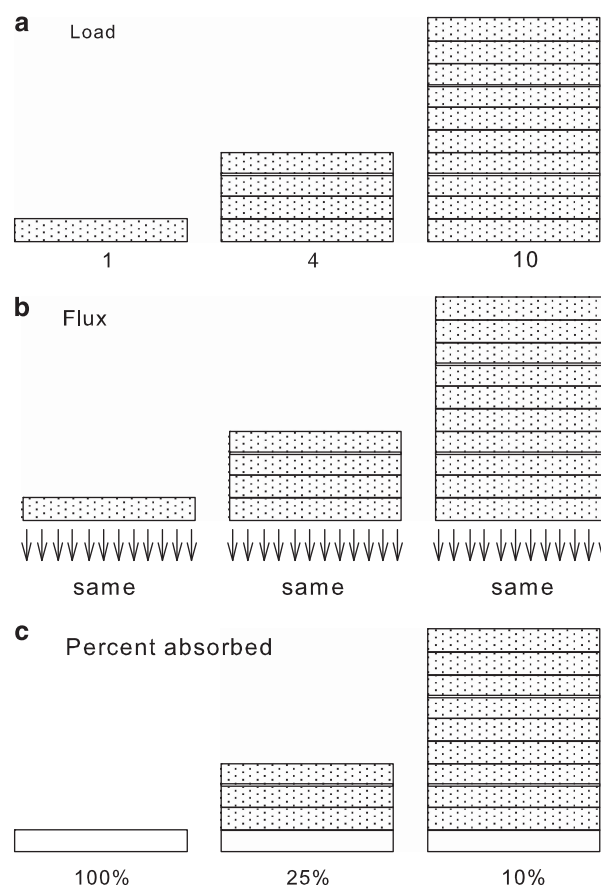 a
Load
1 4 10
b
Flux
same same same
c
Percent absorbed
100% 25% 10%